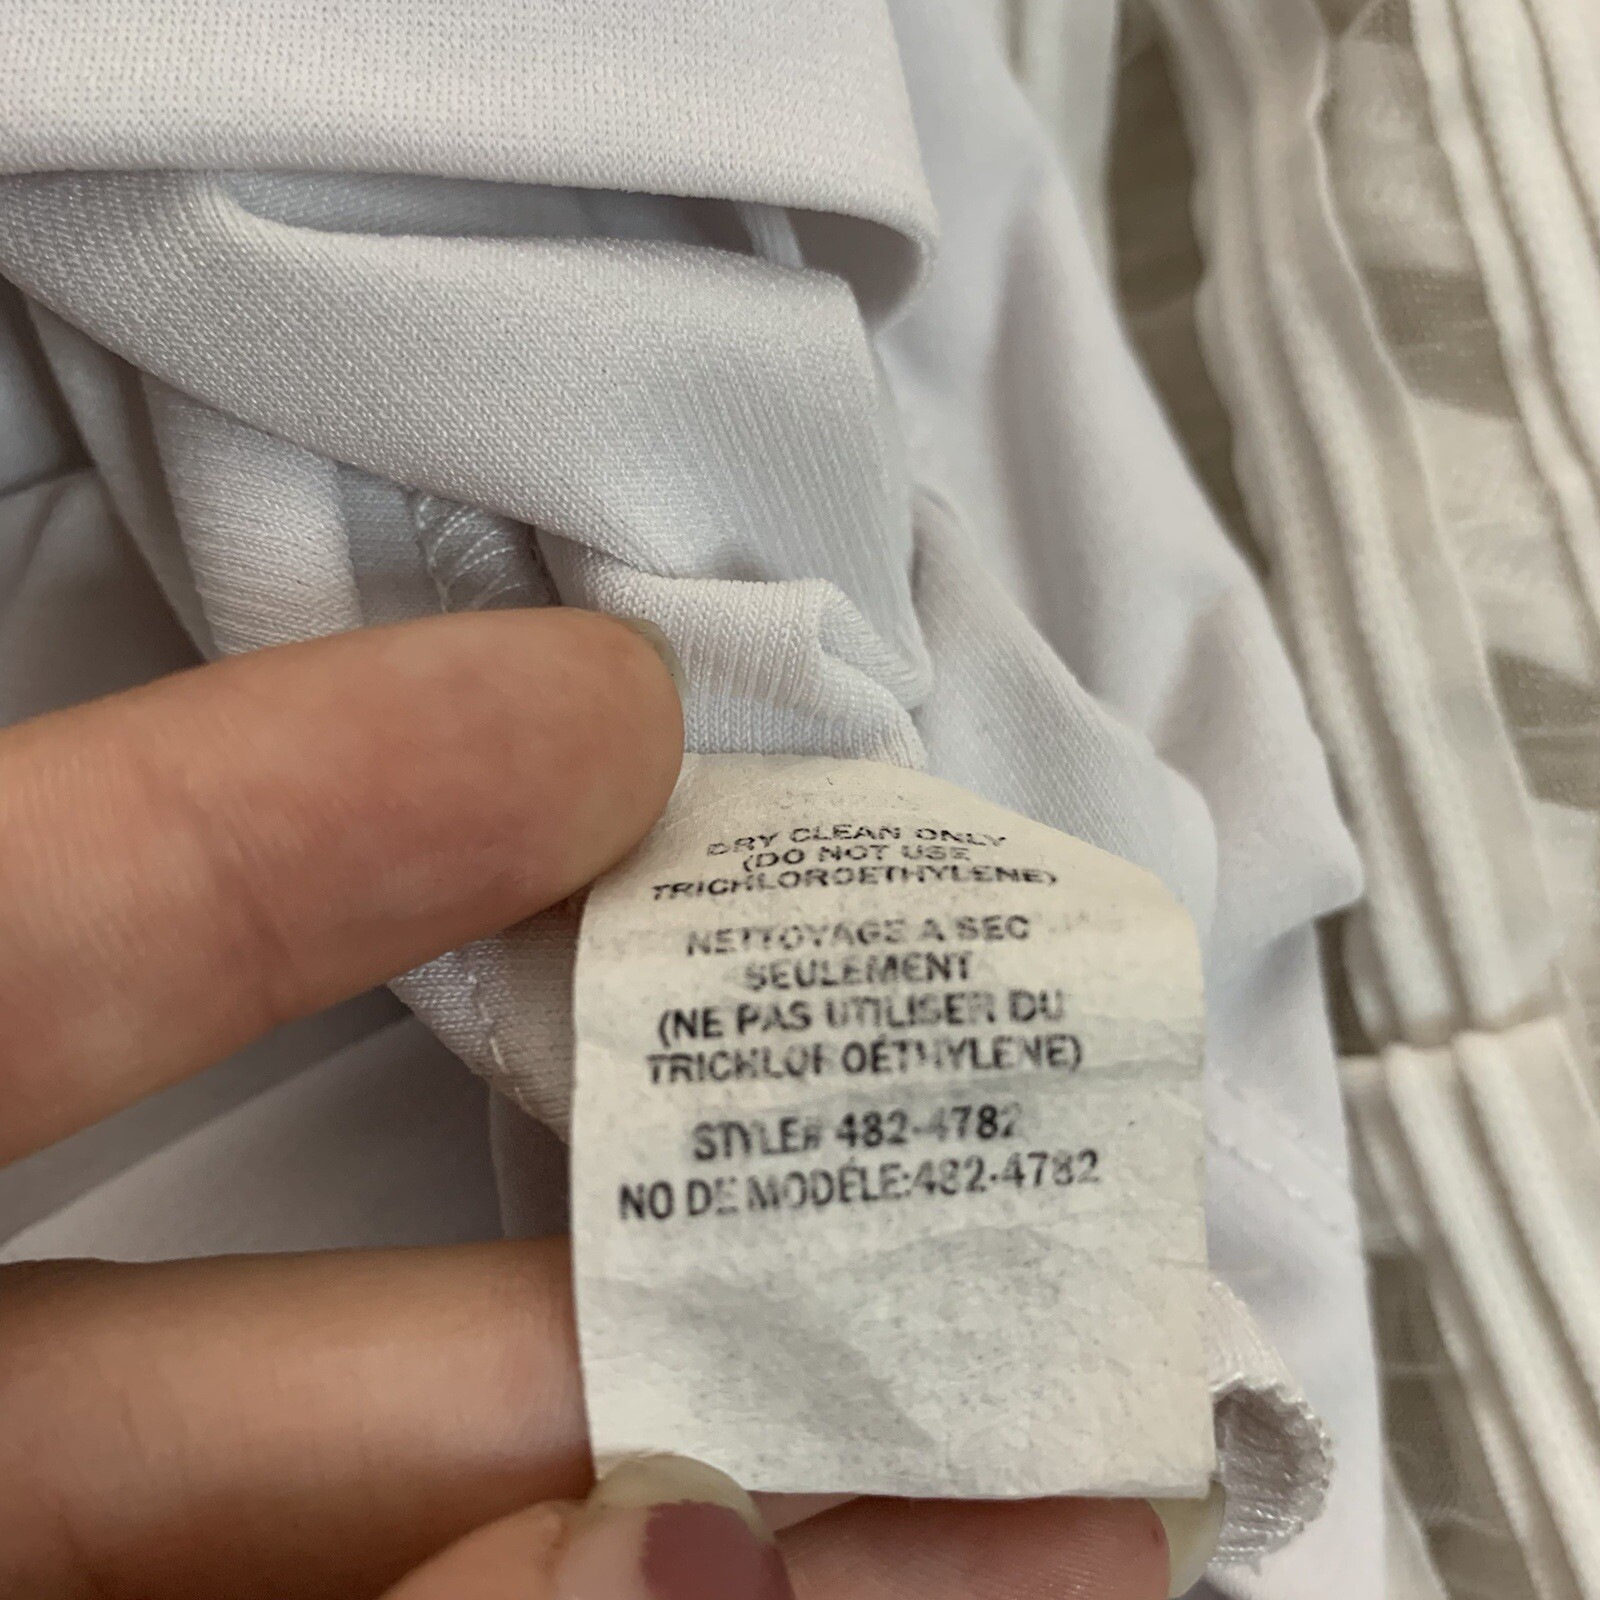 DRY CLEAN ONLY
(DO NOT USE
TRICHLOROETHYLENE)
NETTOYAGE A SEC
SEULEMENT
(NE PAS UTILISER DU
TRICHLOROÉTHYLENE)
STYLE# 482-4782
NO DE MODÉLE:482-4782